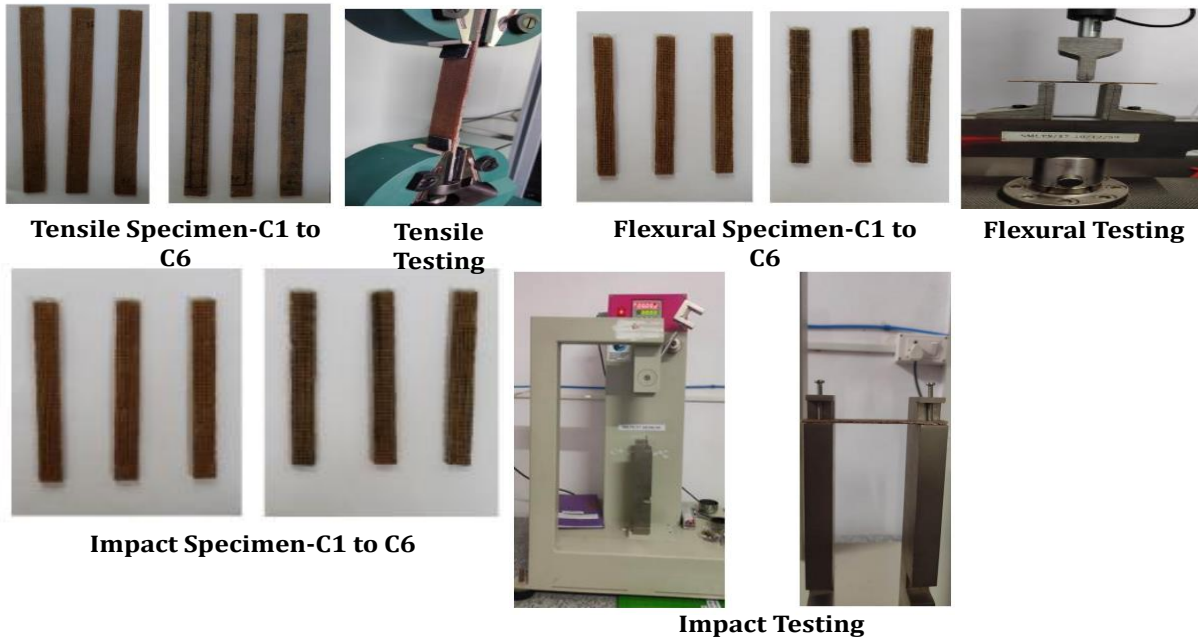 Tensile Specimen-C1 to
C6
Tensile
Testing
Flexural Specimen-C1 to
C6
Flexural Testing
Impact Specimen-C1 to C6
Impact Testing